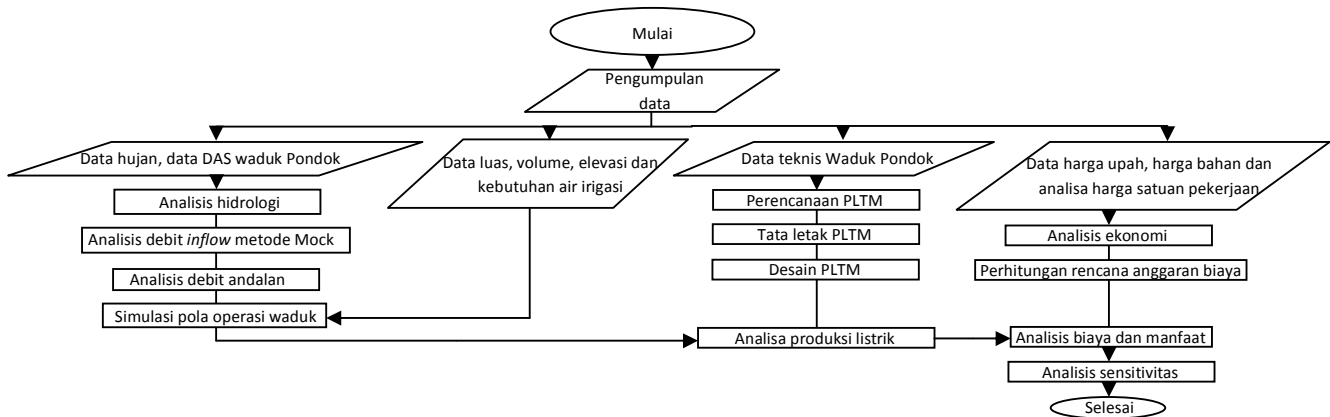 Mulai
Pengumpulan
data
Data hujan, data DAS waduk Pondok
Data luas, volume, elevasi dan
kebutuhan air irigasi
Data teknis Waduk Pondok
Data harga upah, harga bahan dan
analisa harga satuan pekerjaan
Analisis hidrologi
Analisis debit inflow metode Mock
Analisis debit andalan
Simulasi pola operasi waduk
Perencanaan PLTM
Tata letak PLTM
Desain PLTM
Analisa produksi listrik
Analisis ekonomi
Perhitungan rencana anggaran biaya
Analisis biaya dan manfaat
Analisis sensitivitas
Selesai